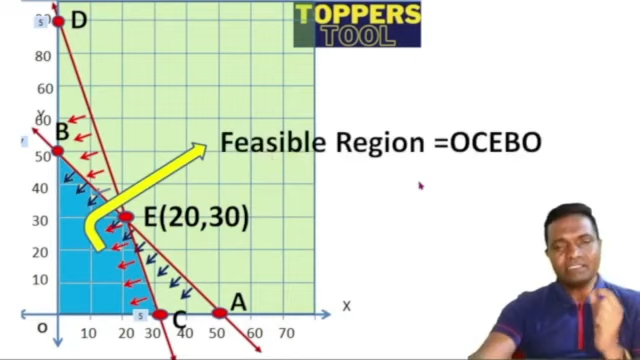 TOPPERS
TOOL
D
90
80
60
Y
B
50
40
30
20
10
Feasible Region =OCEBO
E(20,30)
A
C
X
O
10
20
30
40
50
60
70
s
s